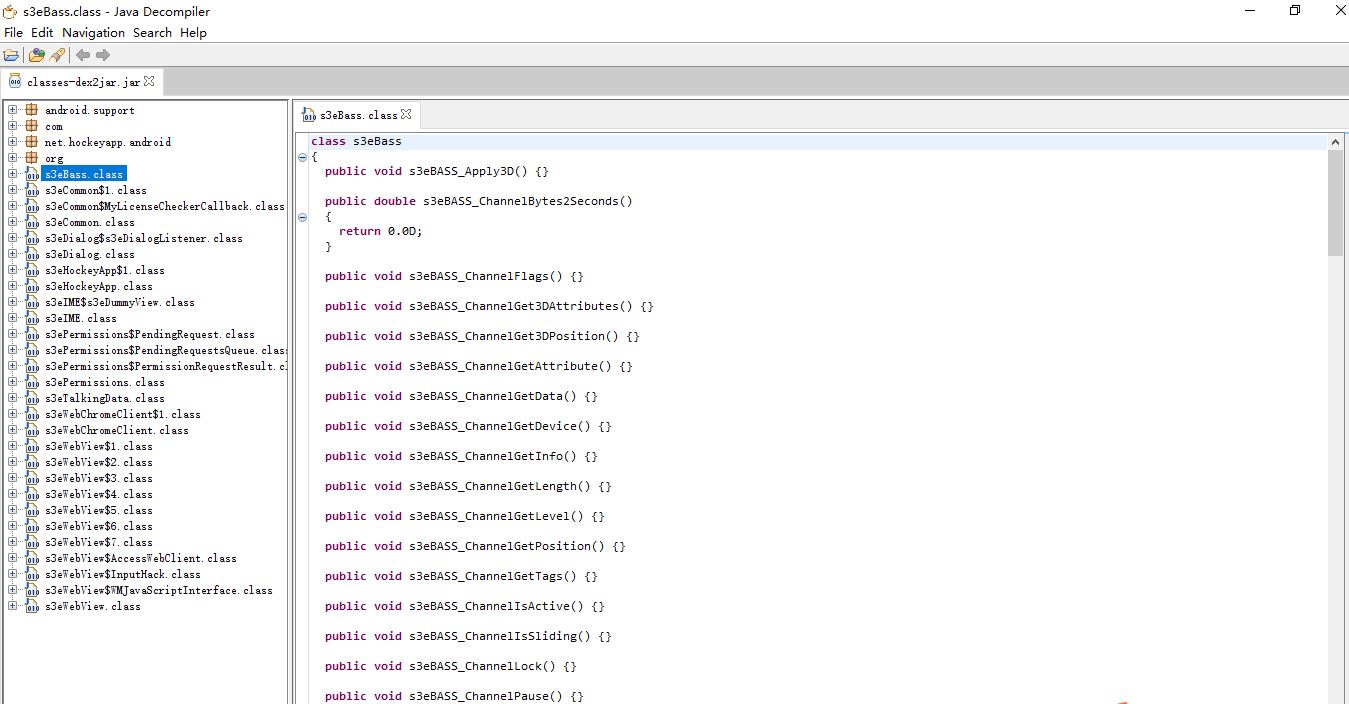 s3eBass.class - Java Decompiler
File Edit Navigation Search Help
classes-dex2jar.jar
android.support
com
net.hockeyapp.android
org
s3eBass.class
s3eCommon$1.class
s3eCommon$MyLicenseCheckerCallback.class
s3eCommon.class
s3eDialog$s3eDialogListener.class
s3eDialog.class
s3eHockeyApp$1.class
s3eHockeyApp.class
s3eIME$s3eDummyView.class
s3eIME.class
s3ePermissions$PendingRequest.class
s3ePermissions$PendingRequestsQueue.class
s3ePermissions$PermissionRequestResult.cl
s3ePermissions.class
s3eTalkingData.class
s3eWebChromeClient$1.class
s3eWebChromeClient.class
s3eWebView$1.class
s3eWebView$2.class
s3eWebView$3.class
s3eWebView$4.class
s3eWebView$5.class
s3eWebView$6.class
s3eWebView$7.class
s3eWebView$AccessWebClient.class
s3eWebView$InputHack.class
s3eWebView$WMJavaScriptInterface.class
s3eWebView.class
s3eBass.class
class s3eBass
{
public void s3eBASS_Apply3D() {}
public double s3eBASS_ChannelBytes2Seconds()
{
return 0.0D;
}
public void s3eBASS_ChannelFlags() {}
public void s3eBASS_ChannelGet3DAttributes() {}
public void s3eBASS_ChannelGet3DPosition() {}
public void s3eBASS_ChannelGetAttribute() {}
public void s3eBASS_ChannelGetData() {}
public void s3eBASS_ChannelGetDevice() {}
public void s3eBASS_ChannelGetInfo() {}
public void s3eBASS_ChannelGetLength() {}
public void s3eBASS_ChannelGetLevel() {}
public void s3eBASS_ChannelGetPosition() {}
public void s3eBASS_ChannelGetTags() {}
public void s3eBASS_ChannelIsActive() {}
public void s3eBASS_ChannelIsSliding() {}
public void s3eBASS_ChannelLock() {}
public void s3eBASS_ChannelPause() {}